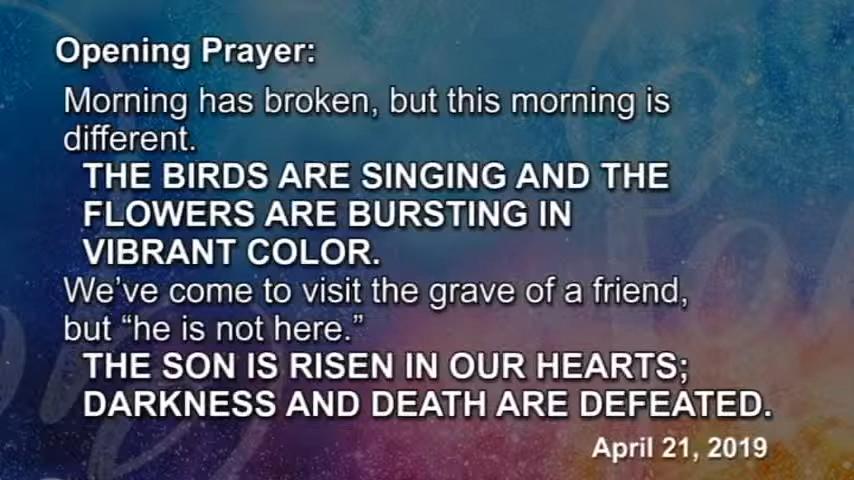 Opening Prayer:
Morning has broken, but this morning is
different.
THE BIRDS ARE SINGING AND THE
FLOWERS ARE BURSTING IN
VIBRANT COLOR.
We’ve come to visit the grave of a friend,
but “he is not here.”
THE SON IS RISEN IN OUR HEARTS;
DARKNESS AND DEATH ARE DEFEATED.
April 21, 2019